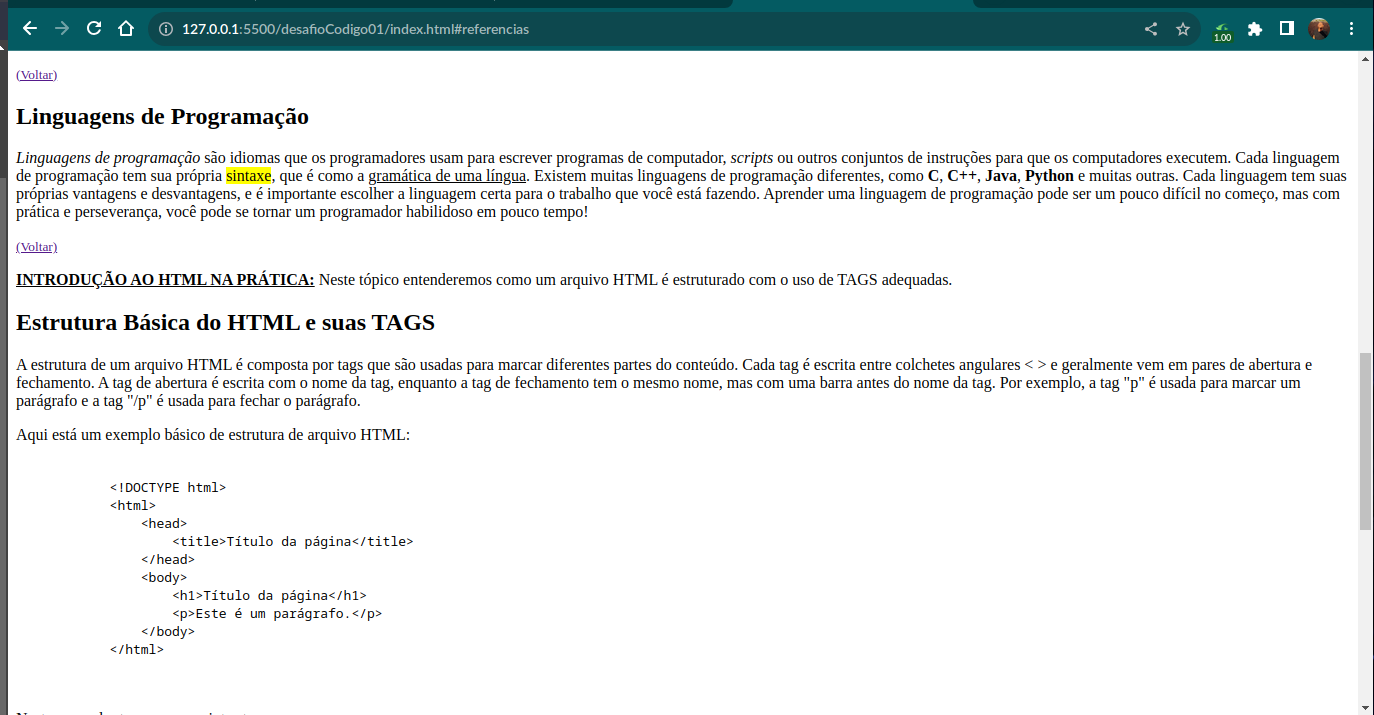 127.0.0.1:5500/desafioCodigo01/index.html#referencias
1.00
(Voltar)
Linguagens de Programação
Linguagens de programação são idiomas que os programadores usam para escrever programas de computador, scripts ou outros conjuntos de instruções para que os computadores executem. Cada linguagem
de programação tem sua própria sintaxe, que é como a gramática de uma língua. Existem muitas linguagens de programação diferentes, como C, C++, Java, Python e muitas outras. Cada linguagem tem suas
próprias vantagens e desvantagens, e é importante escolher a linguagem certa para o trabalho que você está fazendo. Aprender uma linguagem de programação pode ser um pouco difícil no começo, mas com
prática e perseverança, você pode se tornar um programador habilidoso em pouco tempo!
(Voltar)
INTRODUÇÃO AO HTML NA PRÁTICA: Neste tópico entenderemos como um arquivo HTML é estruturado com o uso de TAGS adequadas.
Estrutura Básica do HTML e suas TAGS
A estrutura de um arquivo HTML é composta por tags que são usadas para marcar diferentes partes do conteúdo. Cada tag é escrita entre colchetes angulares < > e geralmente vem em pares de abertura e
fechamento. A tag de abertura é escrita com o nome da tag, enquanto a tag de fechamento tem o mesmo nome, mas com uma barra antes do nome da tag. Por exemplo, a tag "p" é usada para marcar um
parágrafo e a tag "/p" é usada para fechar o parágrafo.
Aqui está um exemplo básico de estrutura de arquivo HTML:
<!DOCTYPE html>
<html>
<head>
<title>Título da página</title>
</head>
<body>
<h1>Título da página</h1>
<p>Este é um parágrafo.</p>
</body>
</html>